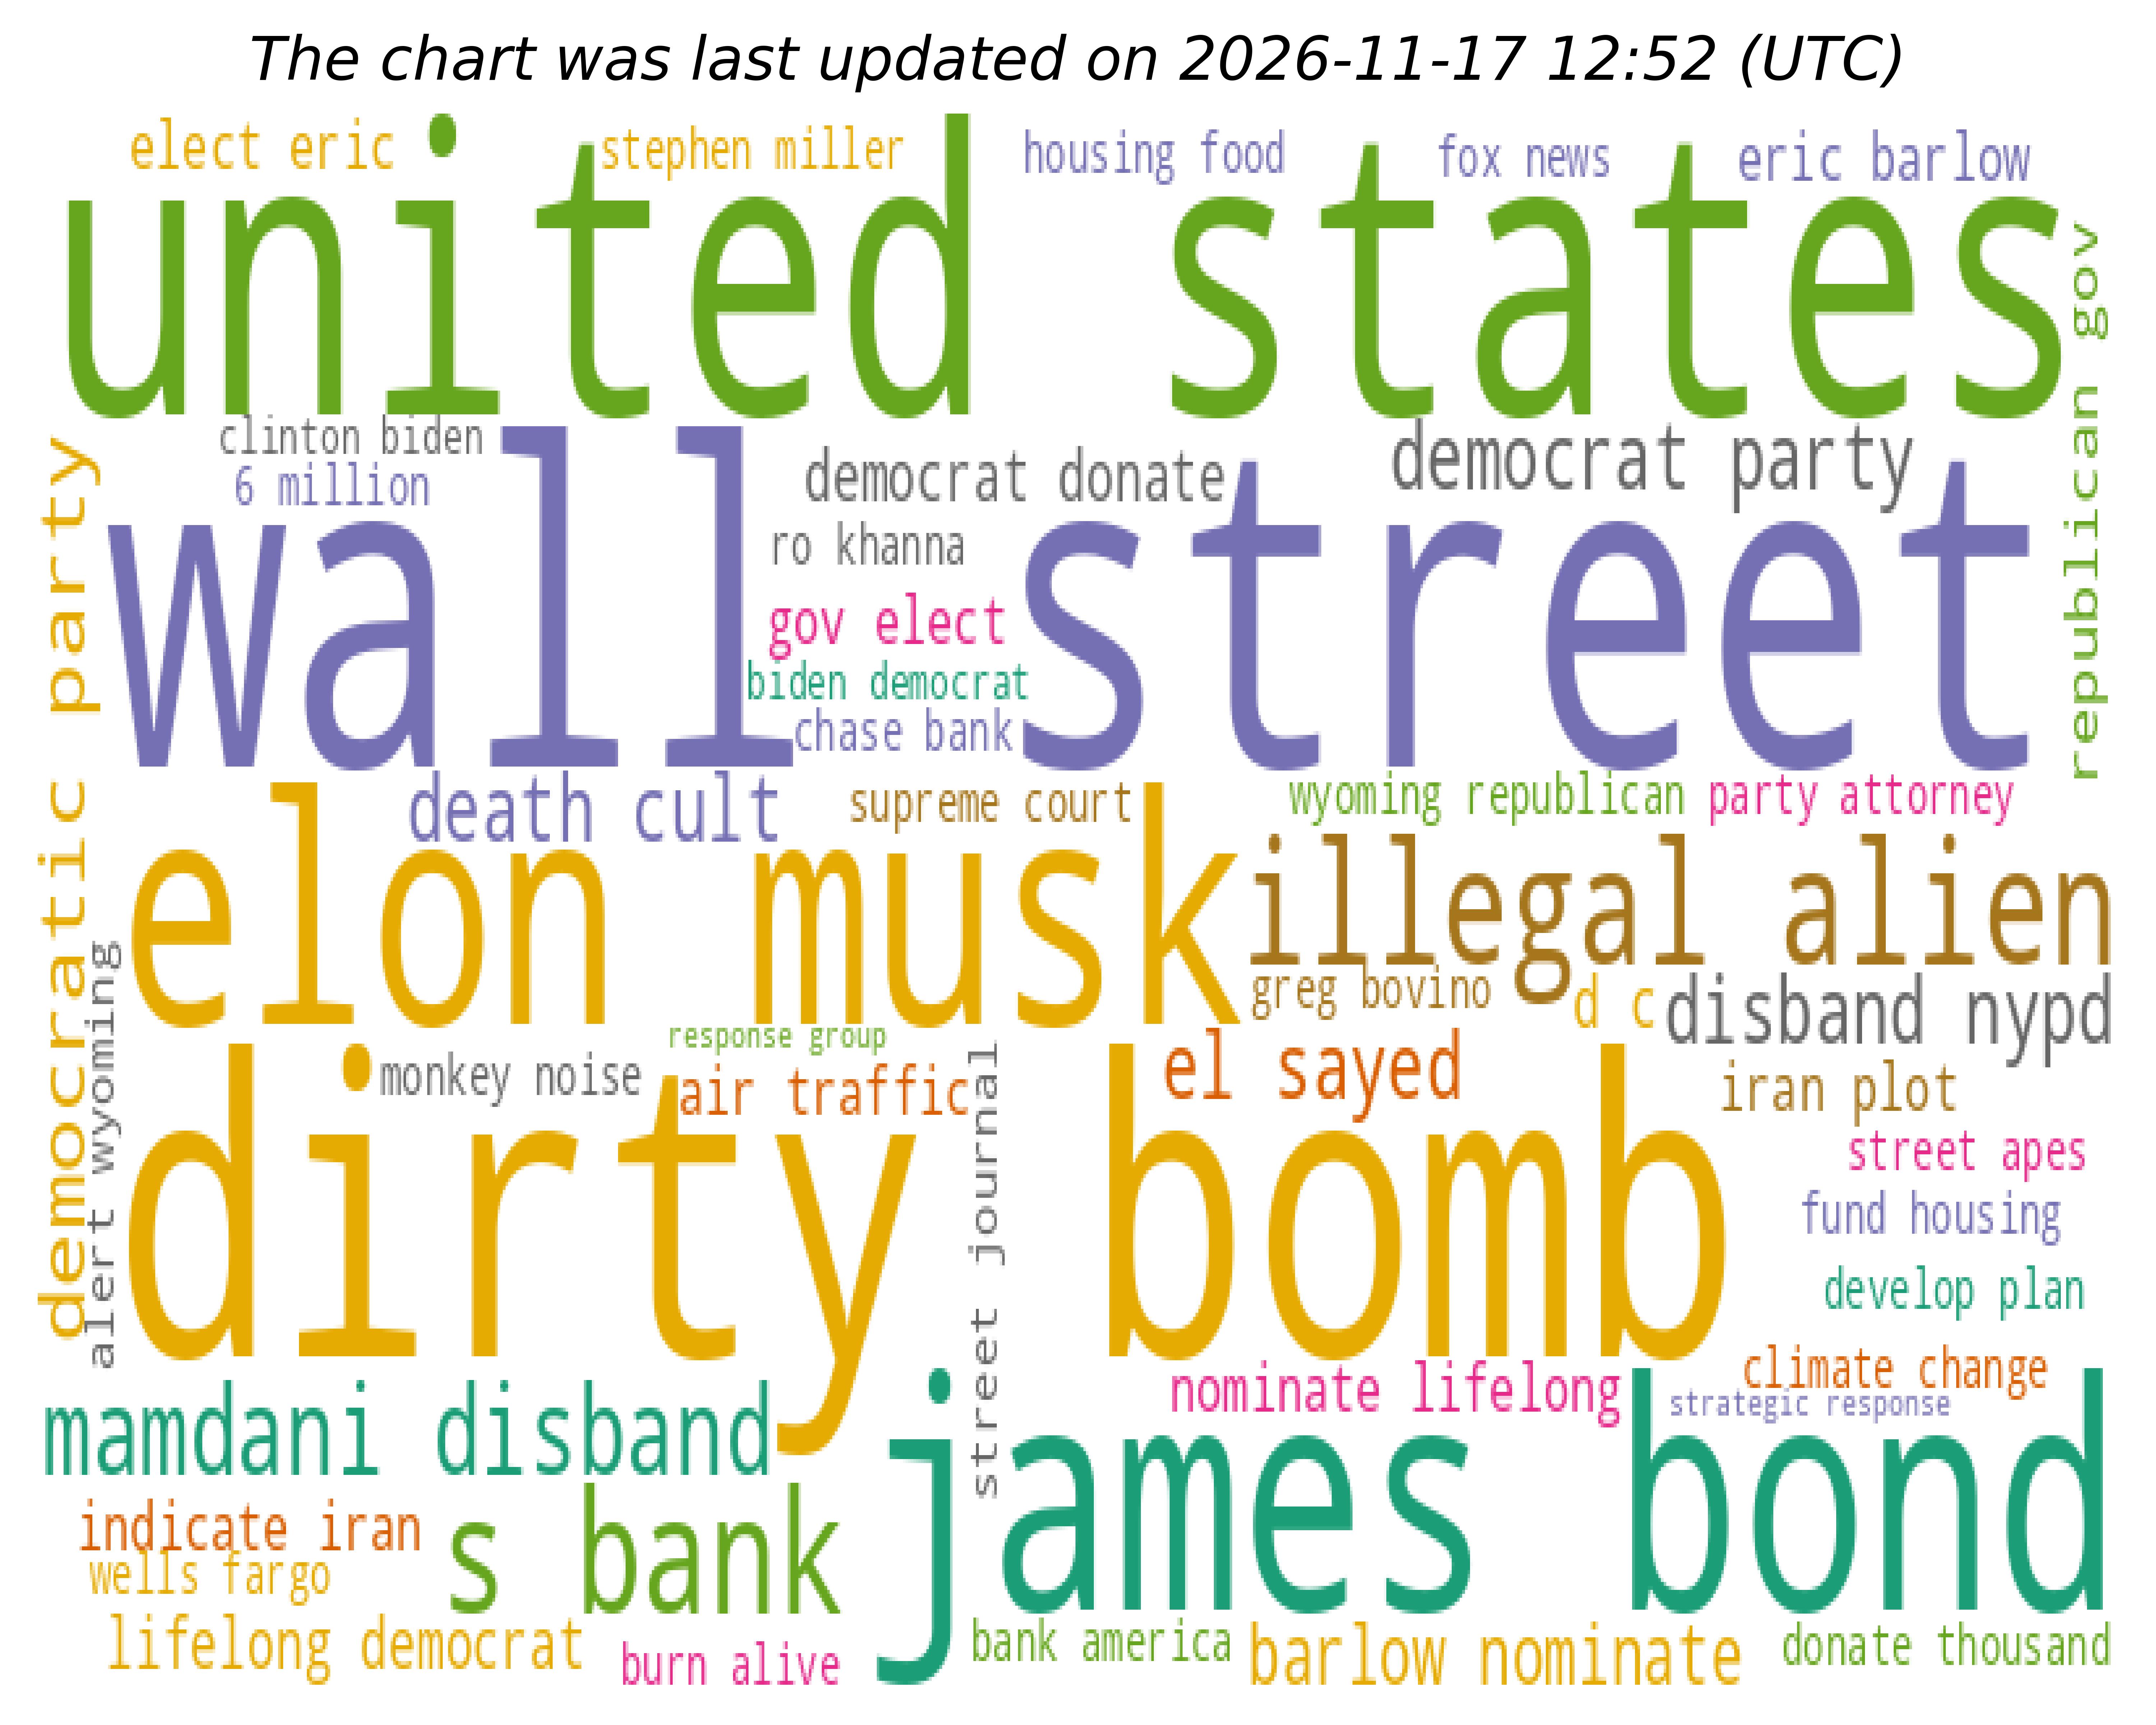 The chart was last updated on 2026-11-17 12:52 (UTC)
elect eric
stephen miller
housing food
fox news
eric barlow
united states
republican gov
clinton biden
6 million
democrat donate
democrat party
wall street
ro khanna
gov elect
biden democrat
chase bank
democratic party
death cult
supreme court
wyoming republican
party attorney
elon musk
illegal alien
greg bovino
d c
disband nypd
alert wyoming
response group
monkey noise
air traffic
street journal
el sayed
iran plot
dirty bomb
street apes
fund housing
develop plan
nominate lifelong
climate change
strategic response
mamdani disband
james bond
indicate iran
wells fargo
s bank
lifelong democrat
burn alive
bank america
barlow nominate
donate thousand